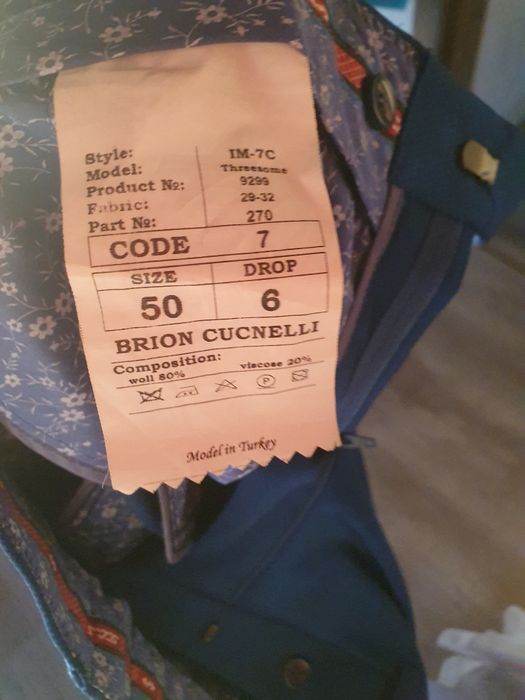 Style: IM-7C
Model: Threesome
Product №: 9299
Fabric: 29-32
Part №: 270
CODE 7
SIZE DROP
50 6
BRION CUCNELLI
Composition:
woll 80% viscose 20%
P
Model in Turkey